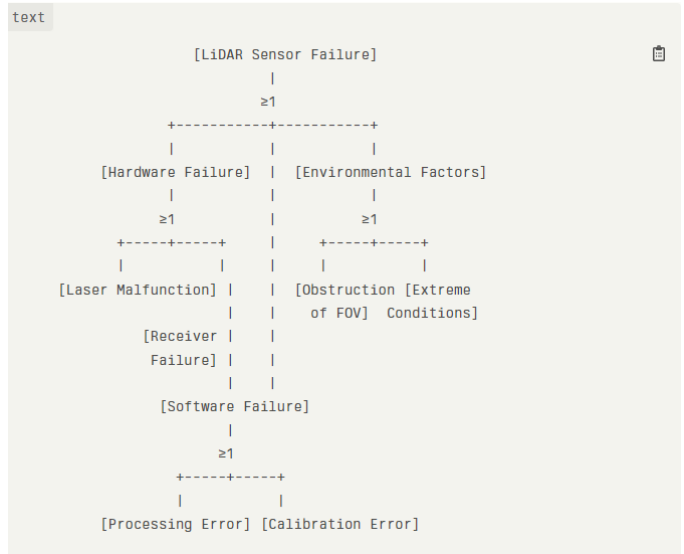 text
[LiDAR Sensor Failure]
|
≥1
+-----------+-----------+
| | |
[Hardware Failure] | [Environmental Factors]
| | |
≥1 | ≥1
+-----+-----+ | +-----+-----+
| | | | |
[Laser Malfunction] | | [Obstruction [Extreme
| | of FOV] Conditions]
[Receiver | |
Failure] | |
| |
[Software Failure]
|
≥1
+-----+-----+
| |
[Processing Error] [Calibration Error]